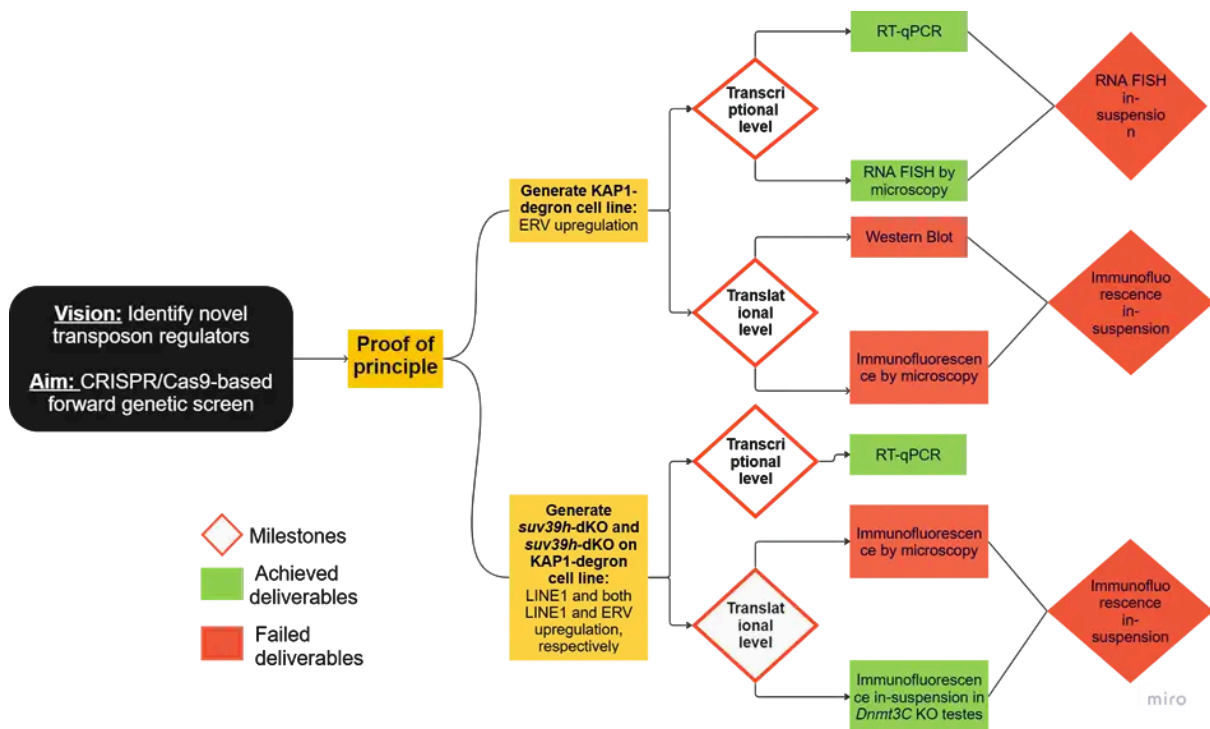 Vision: Identify novel
transposon regulators
Aim: CRISPR/Cas9-based
forward genetic screen
Proof of
principle
Generate KAP1-
degron cell line:
ERV upregulation
Transcri
ptional
level
RT-qPCR
RNA FISH by
microscopy
RNA FISH
in-
suspensio
n
Translat
ional
level
Western Blot
Immunofluorescen
ce by microscopy
Immunofluo
rescence
in-
suspension
Generate
suv39h-dKO and
suv39h-dKO on
KAP1-degron
cell line:
LINE1 and both
LINE1 and ERV
upregulation,
respectively
Transcri
ptional
level
RT-qPCR
Translat
ional
level
Immunofluorescen
ce by microscopy
Immunofluorescen
ce in-suspension in
Dnmt3C KO testes
Immunofluo
rescence
in-
suspension
Milestones
Achieved
deliverables
Failed
deliverables
miro